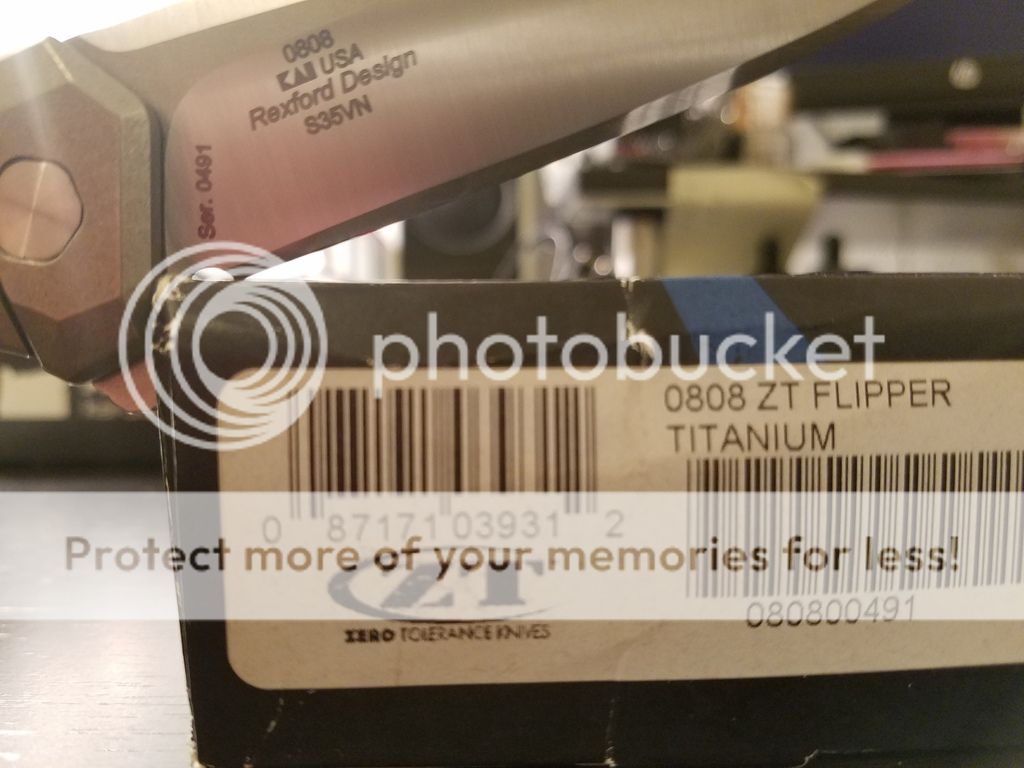 0808
KAI USA
Rexford Design
S35VN
Ser. 0491
photobucket
0808 ZT FLIPPER
TITANIUM
0 87171 03931 2
Protect more of your memories for less!
ZT
080800491
ZERO TOLERANCE KNIVES